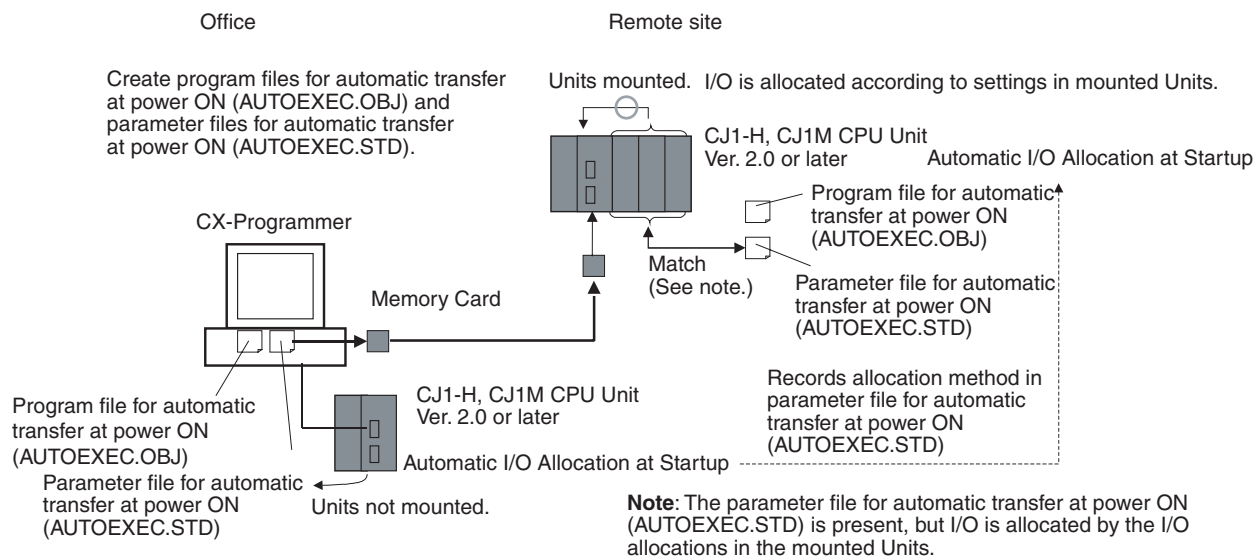 Office
Remote site
Create program files for automatic transfer
at power ON (AUTOEXEC.OBJ) and
parameter files for automatic transfer
at power ON (AUTOEXEC.STD).
Units mounted.
I/O is allocated according to settings in mounted Units.
CJ1-H, CJ1M CPU Unit
Ver. 2.0 or later
Automatic I/O Allocation at Startup
Program file for automatic
transfer at power ON
(AUTOEXEC.OBJ)
CX-Programmer
Match
(See note.)
Parameter file for automatic
transfer at power ON
(AUTOEXEC.STD)
Memory Card
Records allocation method in
parameter file for automatic
transfer at power ON
(AUTOEXEC.STD)
CJ1-H, CJ1M CPU Unit
Ver. 2.0 or later
Program file for automatic
transfer at power ON
(AUTOEXEC.OBJ)
Automatic I/O Allocation at Startup
Parameter file for automatic
transfer at power ON
(AUTOEXEC.STD)
Units not mounted.
Note: The parameter file for automatic transfer at power ON
(AUTOEXEC.STD) is present, but I/O is allocated by the I/O
allocations in the mounted Units.